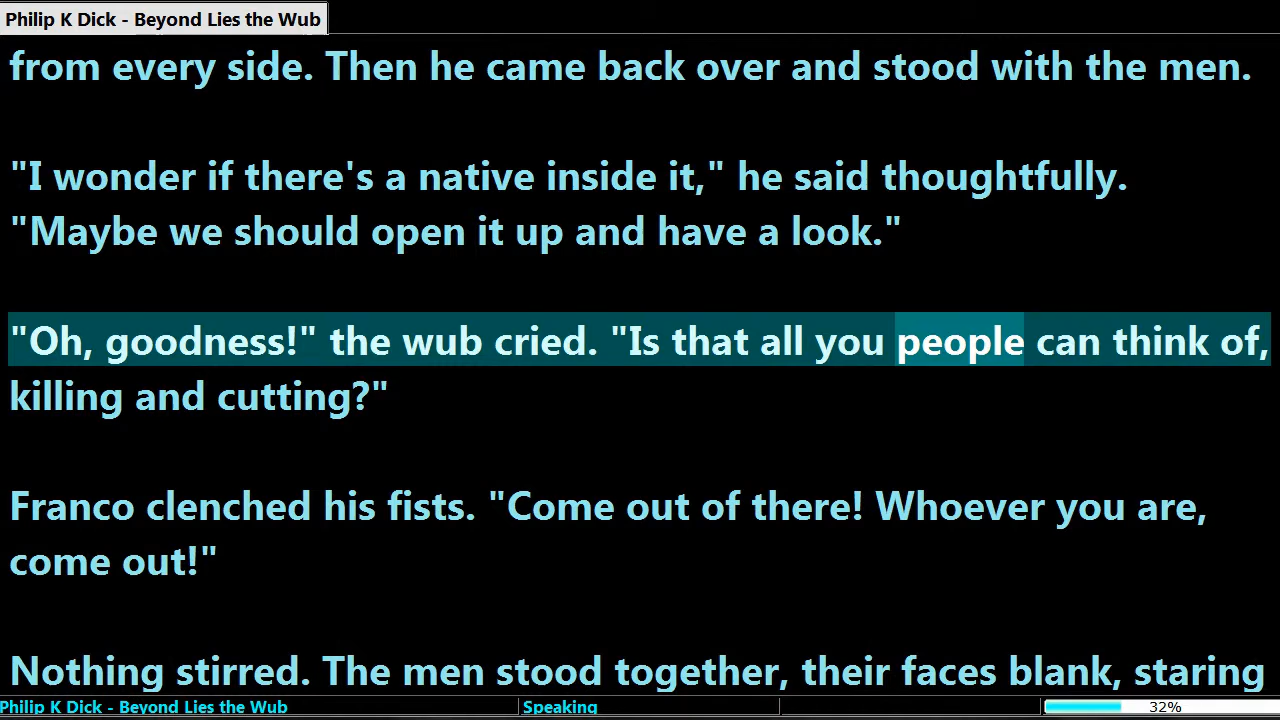 Philip K Dick - Beyond Lies the Wub
from every side. Then he came back over and stood with the men.
"I wonder if there's a native inside it," he said thoughtfully.
"Maybe we should open it up and have a look."
"Oh, goodness!" the wub cried. "Is that all you people can think of,
killing and cutting?"
Franco clenched his fists. "Come out of there! Whoever you are,
come out!"
Nothing stirred. The men stood together, their faces blank, staring
Philip K Dick - Beyond Lies the Wub
Speaking
32%